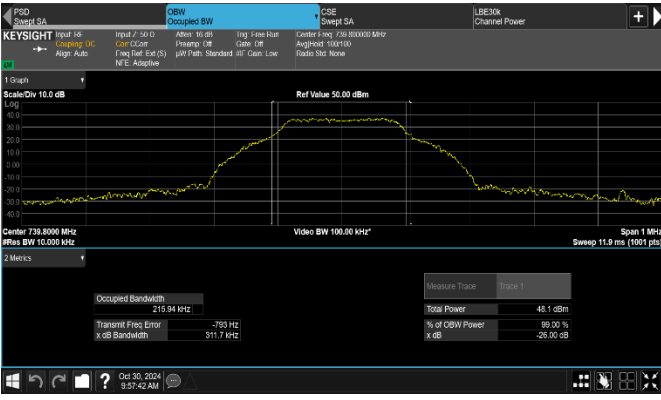 PSD
Swept SA
OBW
Occupied BW
CSE
Swept SA
LBE30k
Channel Power
KEYSIGHT
Input: RF
Coupling: DC
Align: Auto
Input Z: 50 Ω
Corr CCorr
Freq Ref: Ext (S)
NFE: Adaptive
Atten: 16 dB
Preamp: Off
µW Path: Standard
Trig: Free Run
Gate: Off
#IF Gain: Low
Center Freq: 739.800000 MHz
Avg|Hold: 100/100
Radio Std: None
1 Graph
Scale/Div 10.0 dB
Ref Value 50.00 dBm
Log
40.0
30.0
20.0
10.0
0.00
-10.0
-20.0
-30.0
-40.0
Center 739.8000 MHz
#Res BW 10.000 kHz
Video BW 100.00 kHz*
Span 1 MHz
Sweep 11.9 ms (1001 pts)
2 Metrics
Measure Trace
Trace 1
Occupied Bandwidth
215.94 kHz
Total Power
48.1 dBm
Transmit Freq Error
-793 Hz
% of OBW Power
99.00 %
x dB Bandwidth
311.7 kHz
x dB
-26.00 dB
Oct 30, 2024
9:57:42 AM